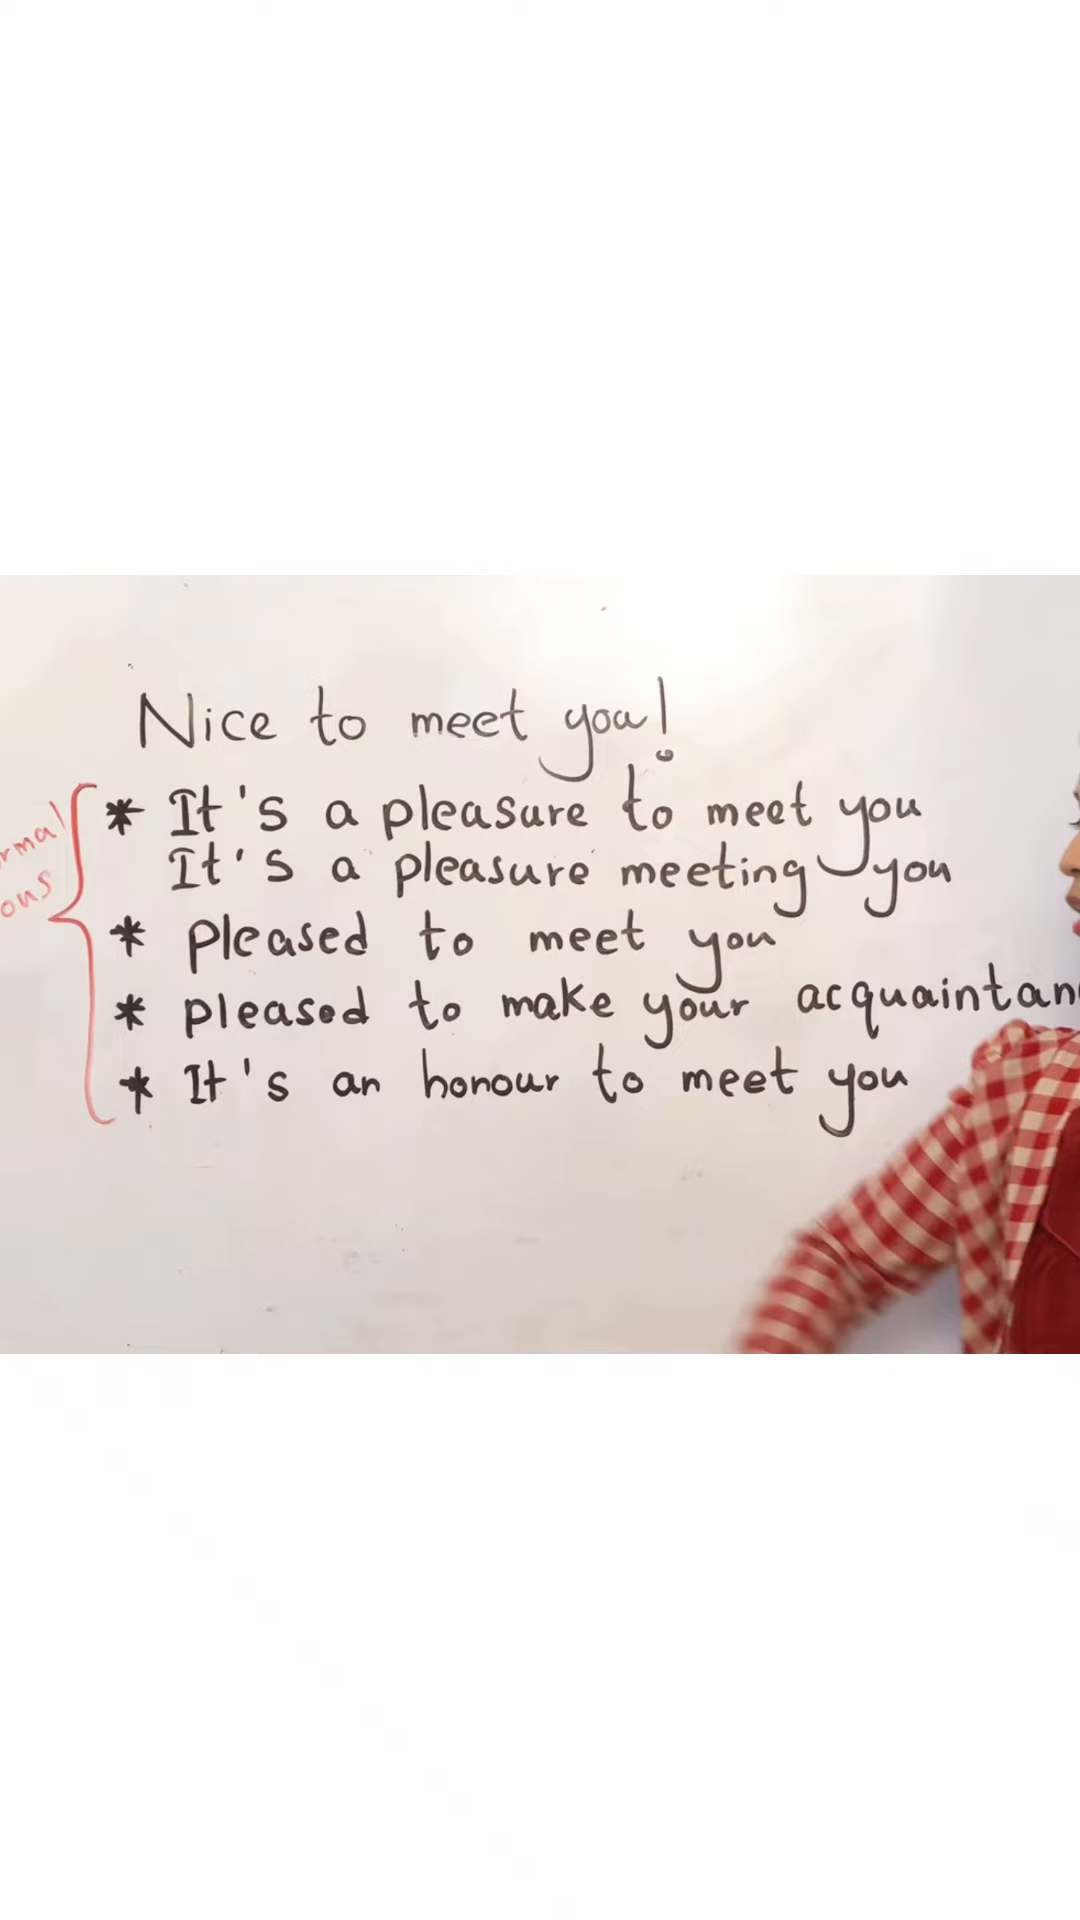 Nice to meet you!
* It's a pleasure to meet you
It's a pleasure meeting you
* pleased to meet you
* pleased to make your acquaintan
* It's an honour to meet you